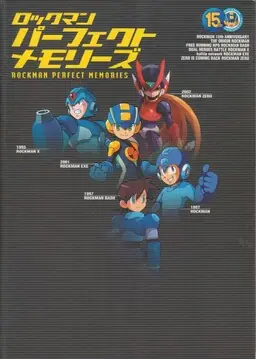 ロックマン
パーフェクト
メモリーズ
ROCKMAN PERFECT MEMORIES
15
ROCKMAN 15TH ANNIVERSARY
THE ORIGIN ROCKMAN
FREE RUNNING RPG ROCKMAN DASH
DUAL HEROES BATTLE ROCKMAN X
battle network ROCKMAN EXE
ZERO IS COMING BACK ROCKMAN ZERO
2002
ROCKMAN ZERO
1993
ROCKMAN X
2001
ROCKMAN EXE
1997
ROCKMAN DASH
1987
ROCKMAN